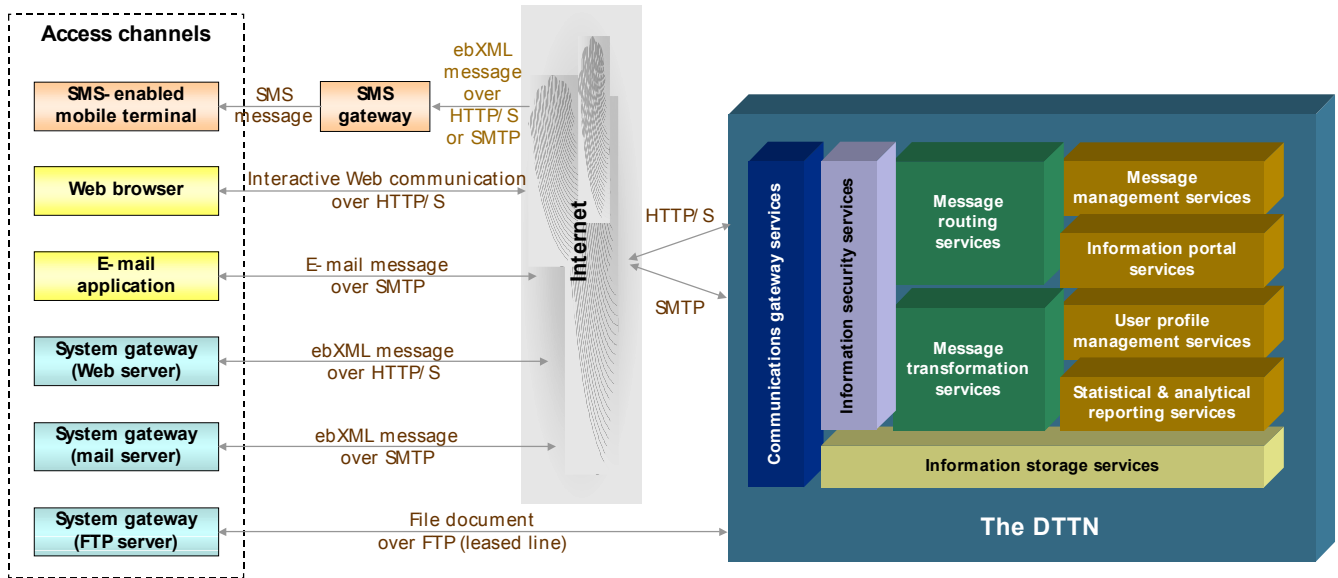 Access channels
SMS- enabled
mobile terminal
SMS
message
SMS
gateway
ebXML
message
over
HTTP/ S
or SMTP
Web browser
Interactive Web communication
over HTTP/ S
E- mail
application
E- mail message
over SMTP
System gateway
(Web server)
ebXML message
over HTTP/ S
System gateway
(mail server)
ebXML message
over SMTP
System gateway
(FTP server)
File document
over FTP (leased line)
Internet
HTTP/ S
SMTP
Communications gateway services
Information security services
Message
routing
services
Message
transformation
services
Message
management services
Information portal
services
User profile
management services
Statistical & analytical
reporting services
Information storage services
The DTTN